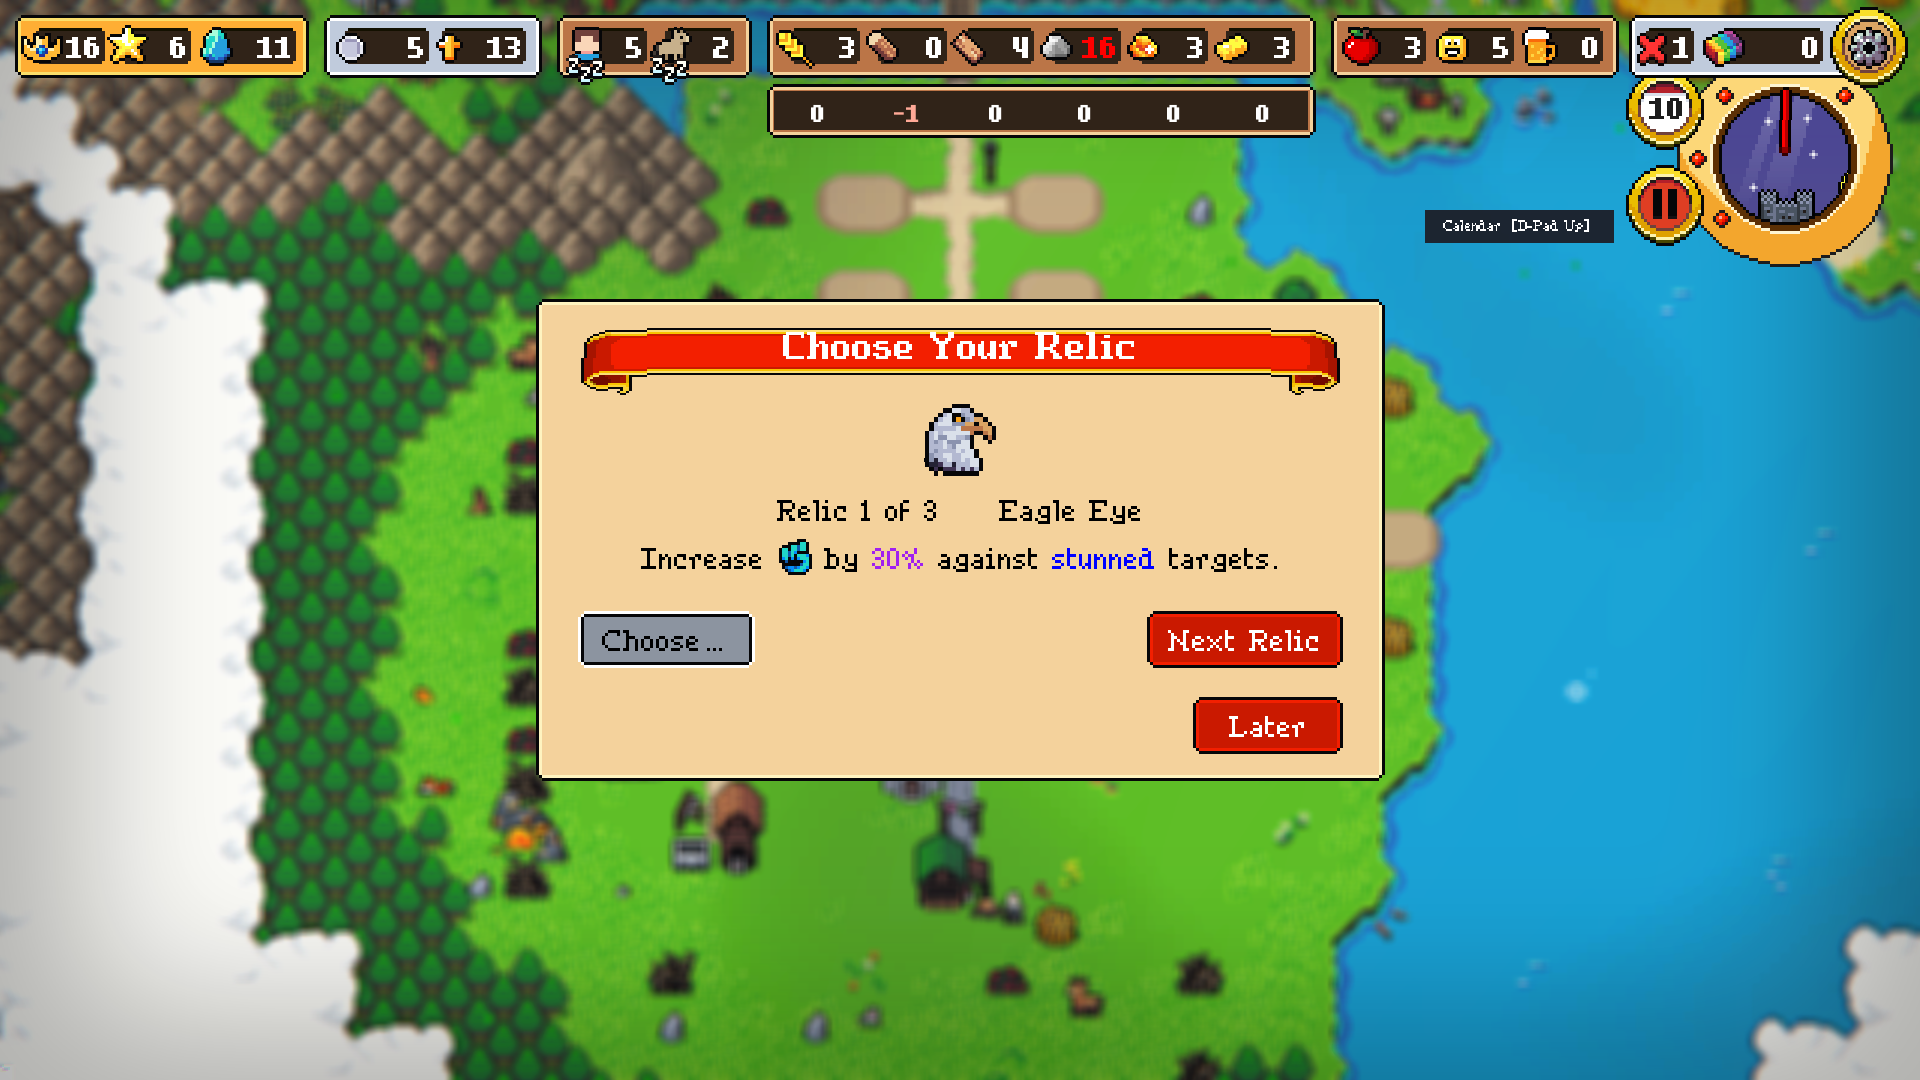 16 6 11 5 13 5 2 3 0 4 16 3 3 3 5 0 1 0
zzz zzz
0 -1 0 0 0 0
10
Calendar [D-Pad Up]
Choose Your Relic
Relic 1 of 3 Eagle Eye
Increase by 30% against stunned targets.
Choose... Next Relic
Later